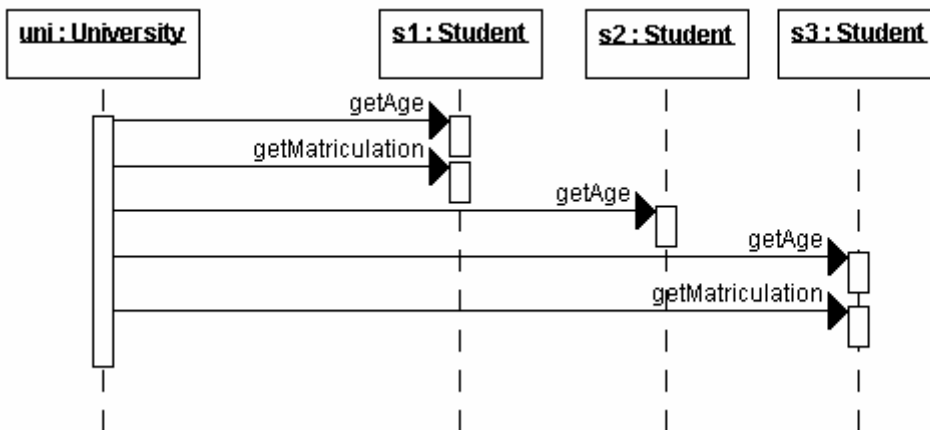 uni : University
s1 : Student
s2 : Student
s3 : Student
getAge
getMatriculation
getAge
getAge
getMatriculation